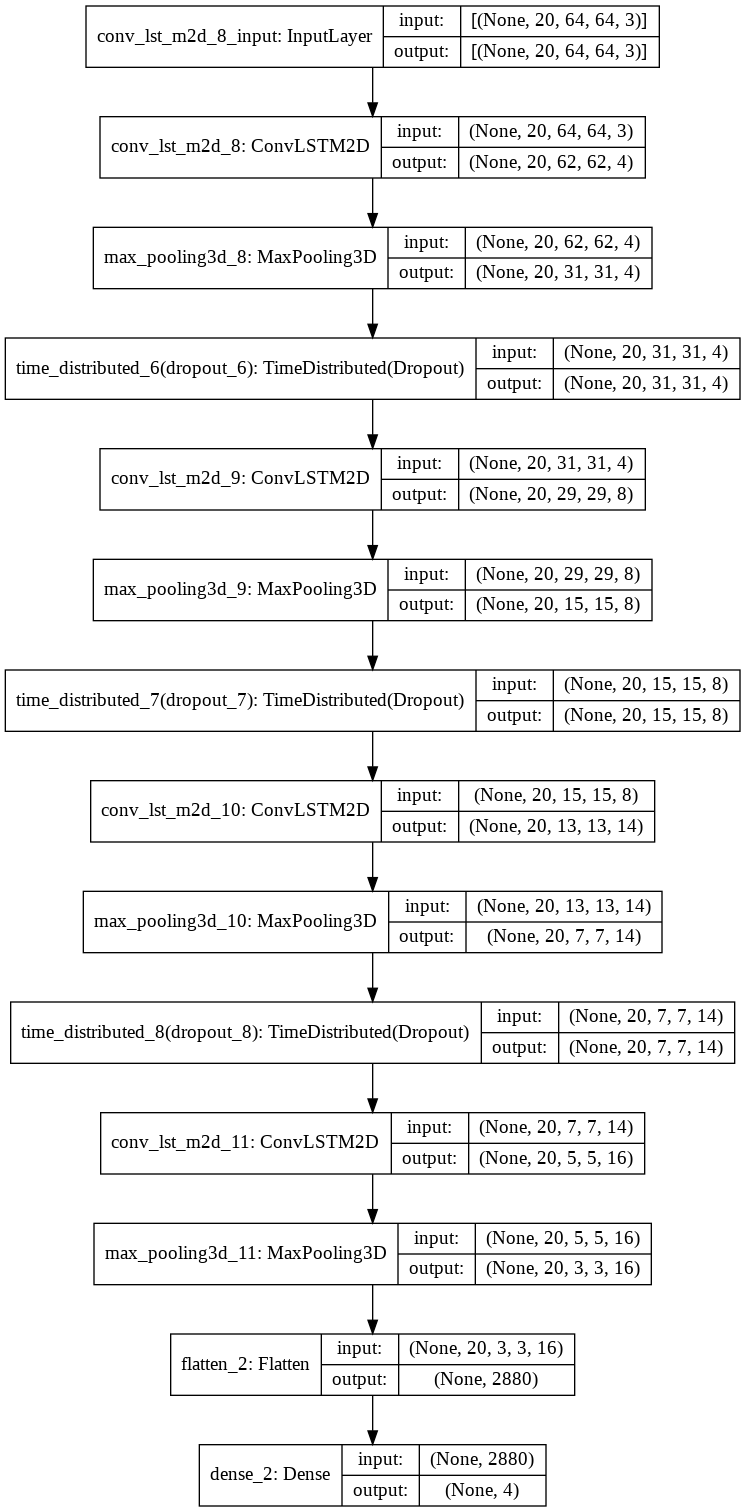 conv_lst_m2d_8_input: InputLayer
input: [(None, 20, 64, 64, 3)]
output: [(None, 20, 64, 64, 3)]
conv_lst_m2d_8: ConvLSTM2D
input: (None, 20, 64, 64, 3)
output: (None, 20, 62, 62, 4)
max_pooling3d_8: MaxPooling3D
input: (None, 20, 62, 62, 4)
output: (None, 20, 31, 31, 4)
time_distributed_6(dropout_6): TimeDistributed(Dropout)
input: (None, 20, 31, 31, 4)
output: (None, 20, 31, 31, 4)
conv_lst_m2d_9: ConvLSTM2D
input: (None, 20, 31, 31, 4)
output: (None, 20, 29, 29, 8)
max_pooling3d_9: MaxPooling3D
input: (None, 20, 29, 29, 8)
output: (None, 20, 15, 15, 8)
time_distributed_7(dropout_7): TimeDistributed(Dropout)
input: (None, 20, 15, 15, 8)
output: (None, 20, 15, 15, 8)
conv_lst_m2d_10: ConvLSTM2D
input: (None, 20, 15, 15, 8)
output: (None, 20, 13, 13, 14)
max_pooling3d_10: MaxPooling3D
input: (None, 20, 13, 13, 14)
output: (None, 20, 7, 7, 14)
time_distributed_8(dropout_8): TimeDistributed(Dropout)
input: (None, 20, 7, 7, 14)
output: (None, 20, 7, 7, 14)
conv_lst_m2d_11: ConvLSTM2D
input: (None, 20, 7, 7, 14)
output: (None, 20, 5, 5, 16)
max_pooling3d_11: MaxPooling3D
input: (None, 20, 5, 5, 16)
output: (None, 20, 3, 3, 16)
flatten_2: Flatten
input: (None, 20, 3, 3, 16)
output: (None, 2880)
dense_2: Dense
input: (None, 2880)
output: (None, 4)